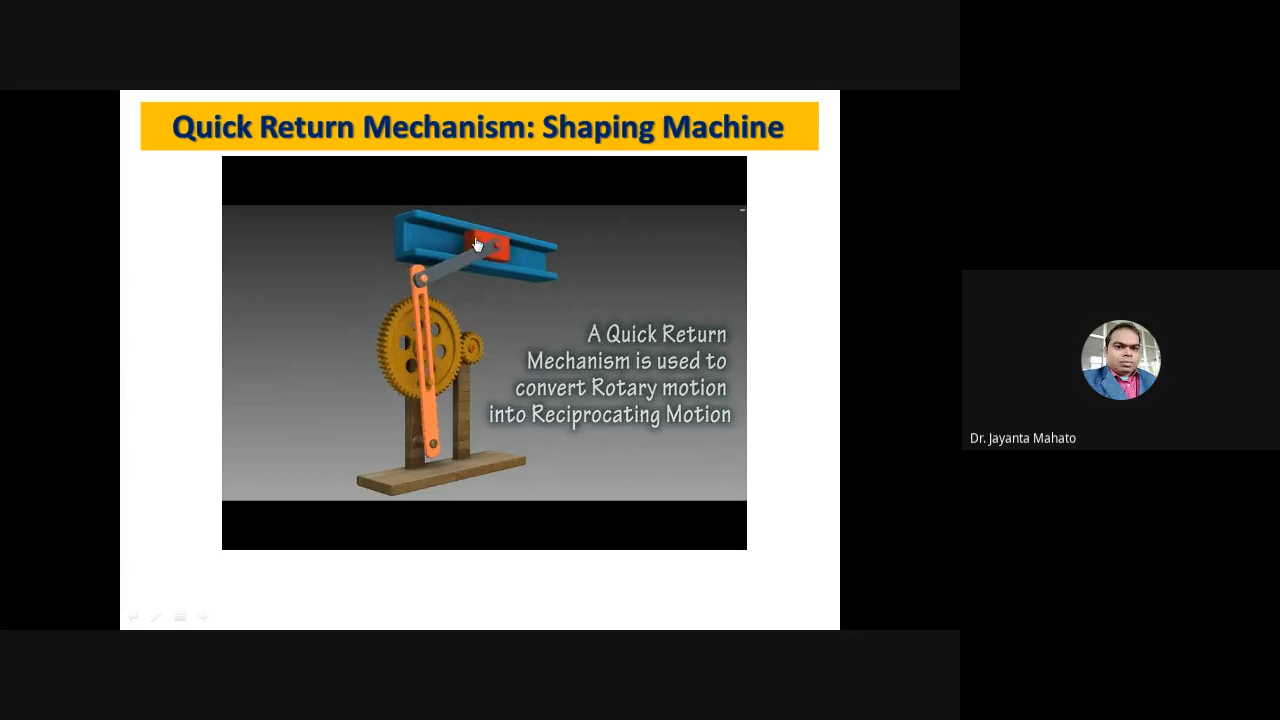 Quick Return Mechanism: Shaping Machine
A Quick Return
Mechanism is used to
convert Rotary motion
into Reciprocating Motion
Dr. Jayanta Mahato